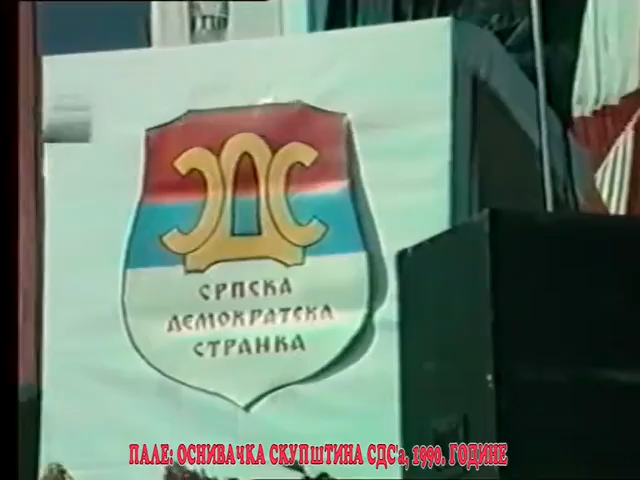 СДС
СРПСКА
ДЕМОКРАТСКА
СТРАНКА
ПАЛЕ: ОСНИВАЧКА СКУПШТИНА СДС'а, 1990. ГОДИНЕ